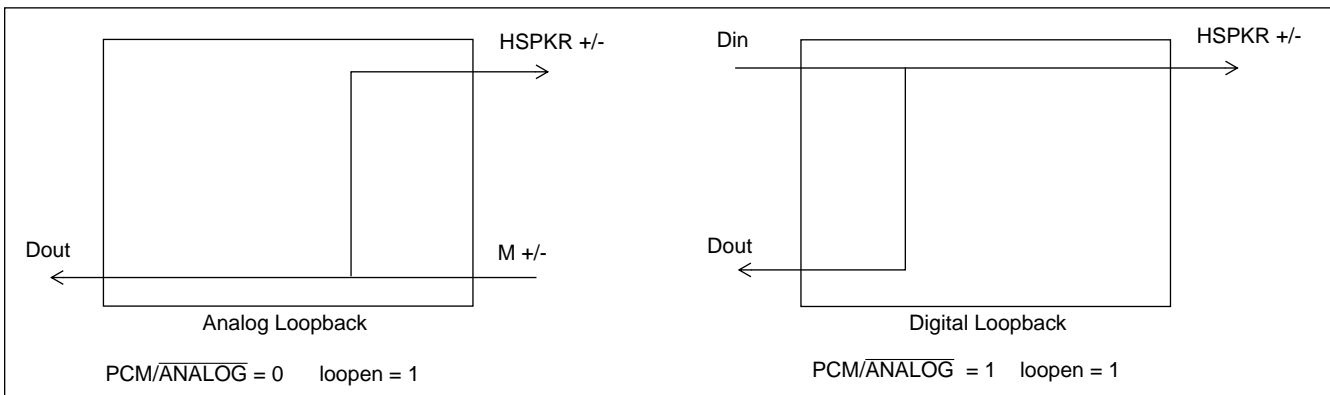 HSPKR +/-
Dout
M +/-
Analog Loopback
PCM/ANALOG = 0 loopen = 1
Din
HSPKR +/-
Dout
Digital Loopback
PCM/ANALOG = 1 loopen = 1